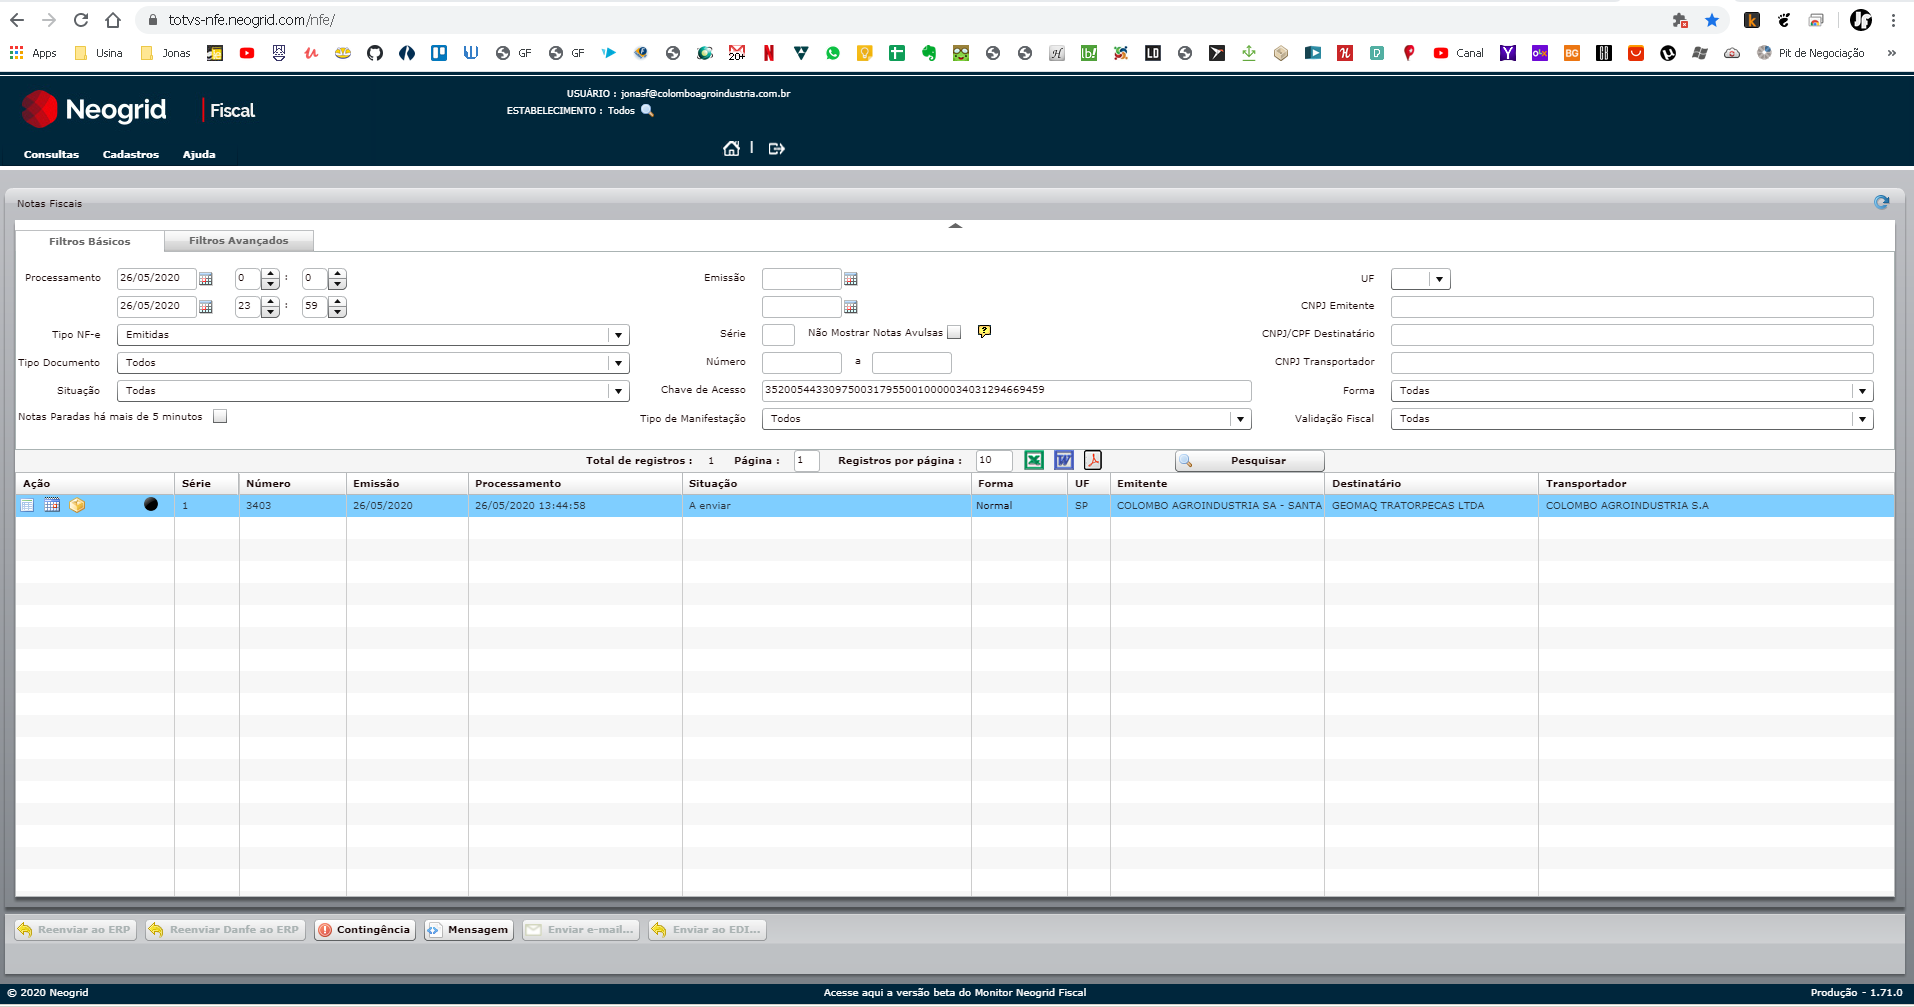 totvs-nfe.neogrid.com/nfe/
Apps Usina Jonas GF GF 20+ Canal Pit de Negociação »
Neogrid | Fiscal
USUÁRIO : jonasf@colomboagroindustria.com.br
ESTABELECIMENTO : Todos
Consultas Cadastros Ajuda
Notas Fiscais
Filtros Básicos Filtros Avançados
Processamento 26/05/2020 0 : 0 Emissão UF
26/05/2020 23 : 59 CNPJ Emitente
Tipo NF-e Emitidas Série Não Mostrar Notas Avulsas CNPJ/CPF Destinatário
Tipo Documento Todos Número a CNPJ Transportador
Situação Todas Chave de Acesso 35200544330975003179550010000034031294669459 Forma Todas
Notas Paradas há mais de 5 minutos Tipo de Manifestação Todos Validação Fiscal Todas
Total de registros : 1 Página : 1 Registros por página : 10 Pesquisar
Ação Série Número Emissão Processamento Situação Forma UF Emitente Destinatário Transportador
1 3403 26/05/2020 26/05/2020 13:44:58 A enviar Normal SP COLOMBO AGROINDUSTRIA SA - SANTA GEOMAQ TRATORPECAS LTDA COLOMBO AGROINDUSTRIA S.A
Reenviar ao ERP Reenviar Danfe ao ERP Contingência Mensagem Enviar e-mail... Enviar ao EDI...
© 2020 Neogrid Acesse aqui a versão beta do Monitor Neogrid Fiscal Produção - 1.71.0